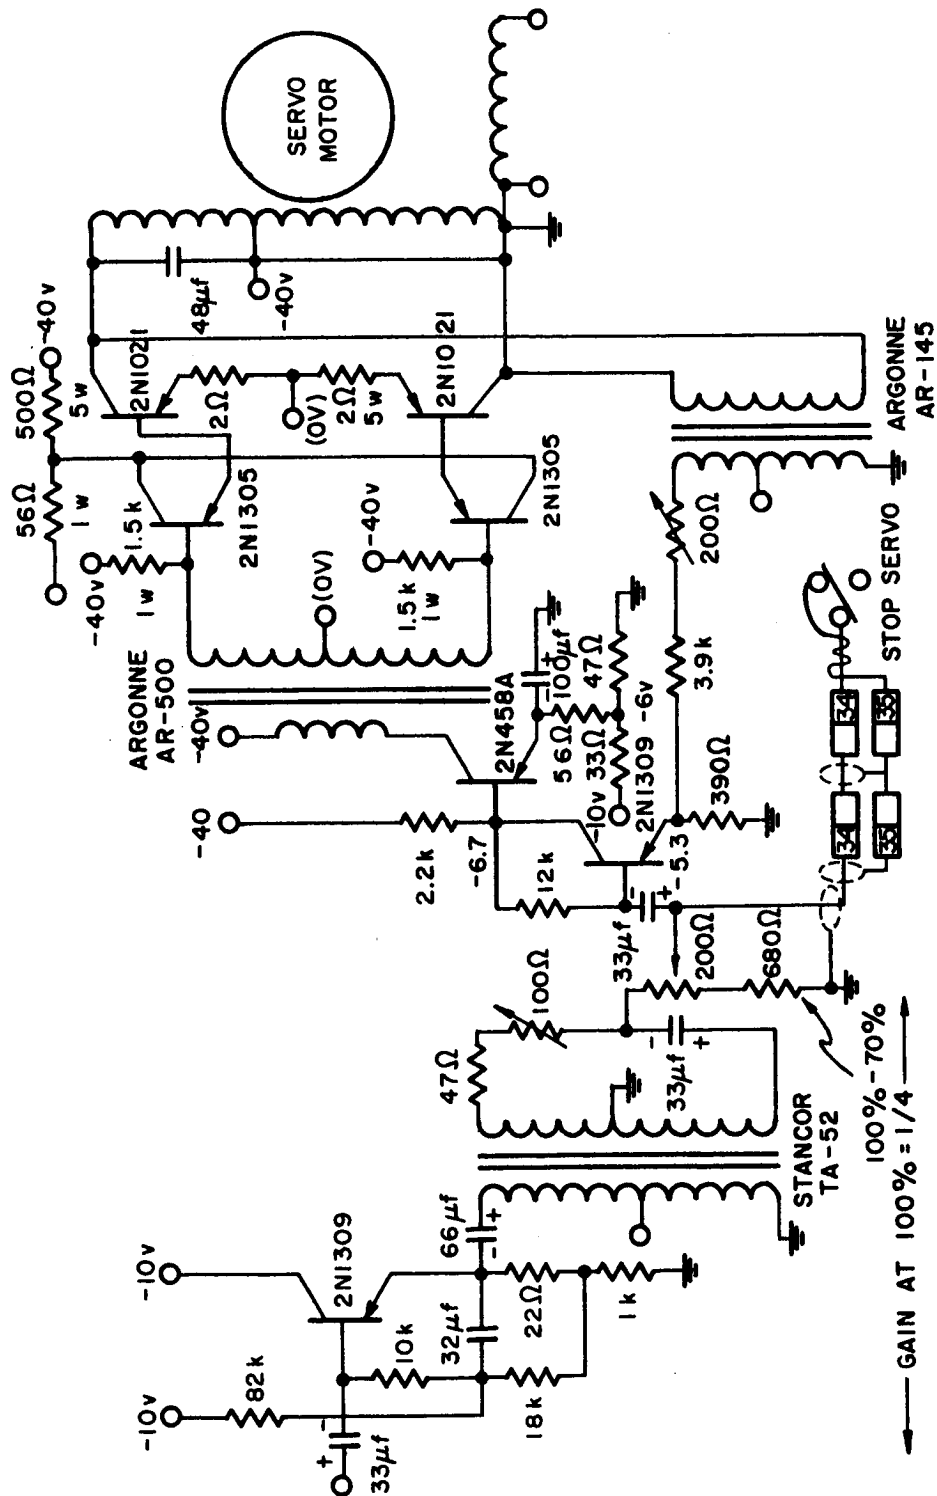 -10v
-10v
82k
2N1309
+
-
33µf
10k
32µf
66µf
-
+
18k
22Ω
1k
STANCOR
TA-52
47Ω
100Ω
-
33µf
+
200Ω
680Ω
100%-70%
GAIN AT 100% = 1/4
-40
2.2k
-6.7
12k
-
33µf
+
-5.3
2N1309
-6v
390Ω
3.9k
200Ω
-10v
33Ω
47Ω
56Ω
-
100µf
+
2N458A
-40v
ARGONNE
AR-500
(0V)
-40v
1.5k
1w
-40v
1.5k
1w
2N1305
2N1305
56Ω
1w
500Ω
5w
-40v
2N1021
2Ω
(0V)
2Ω
5w
2N1021
48µf
-40v
SERVO
MOTOR
ARGONNE
AR-145
STOP SERVO
34
34
35
35